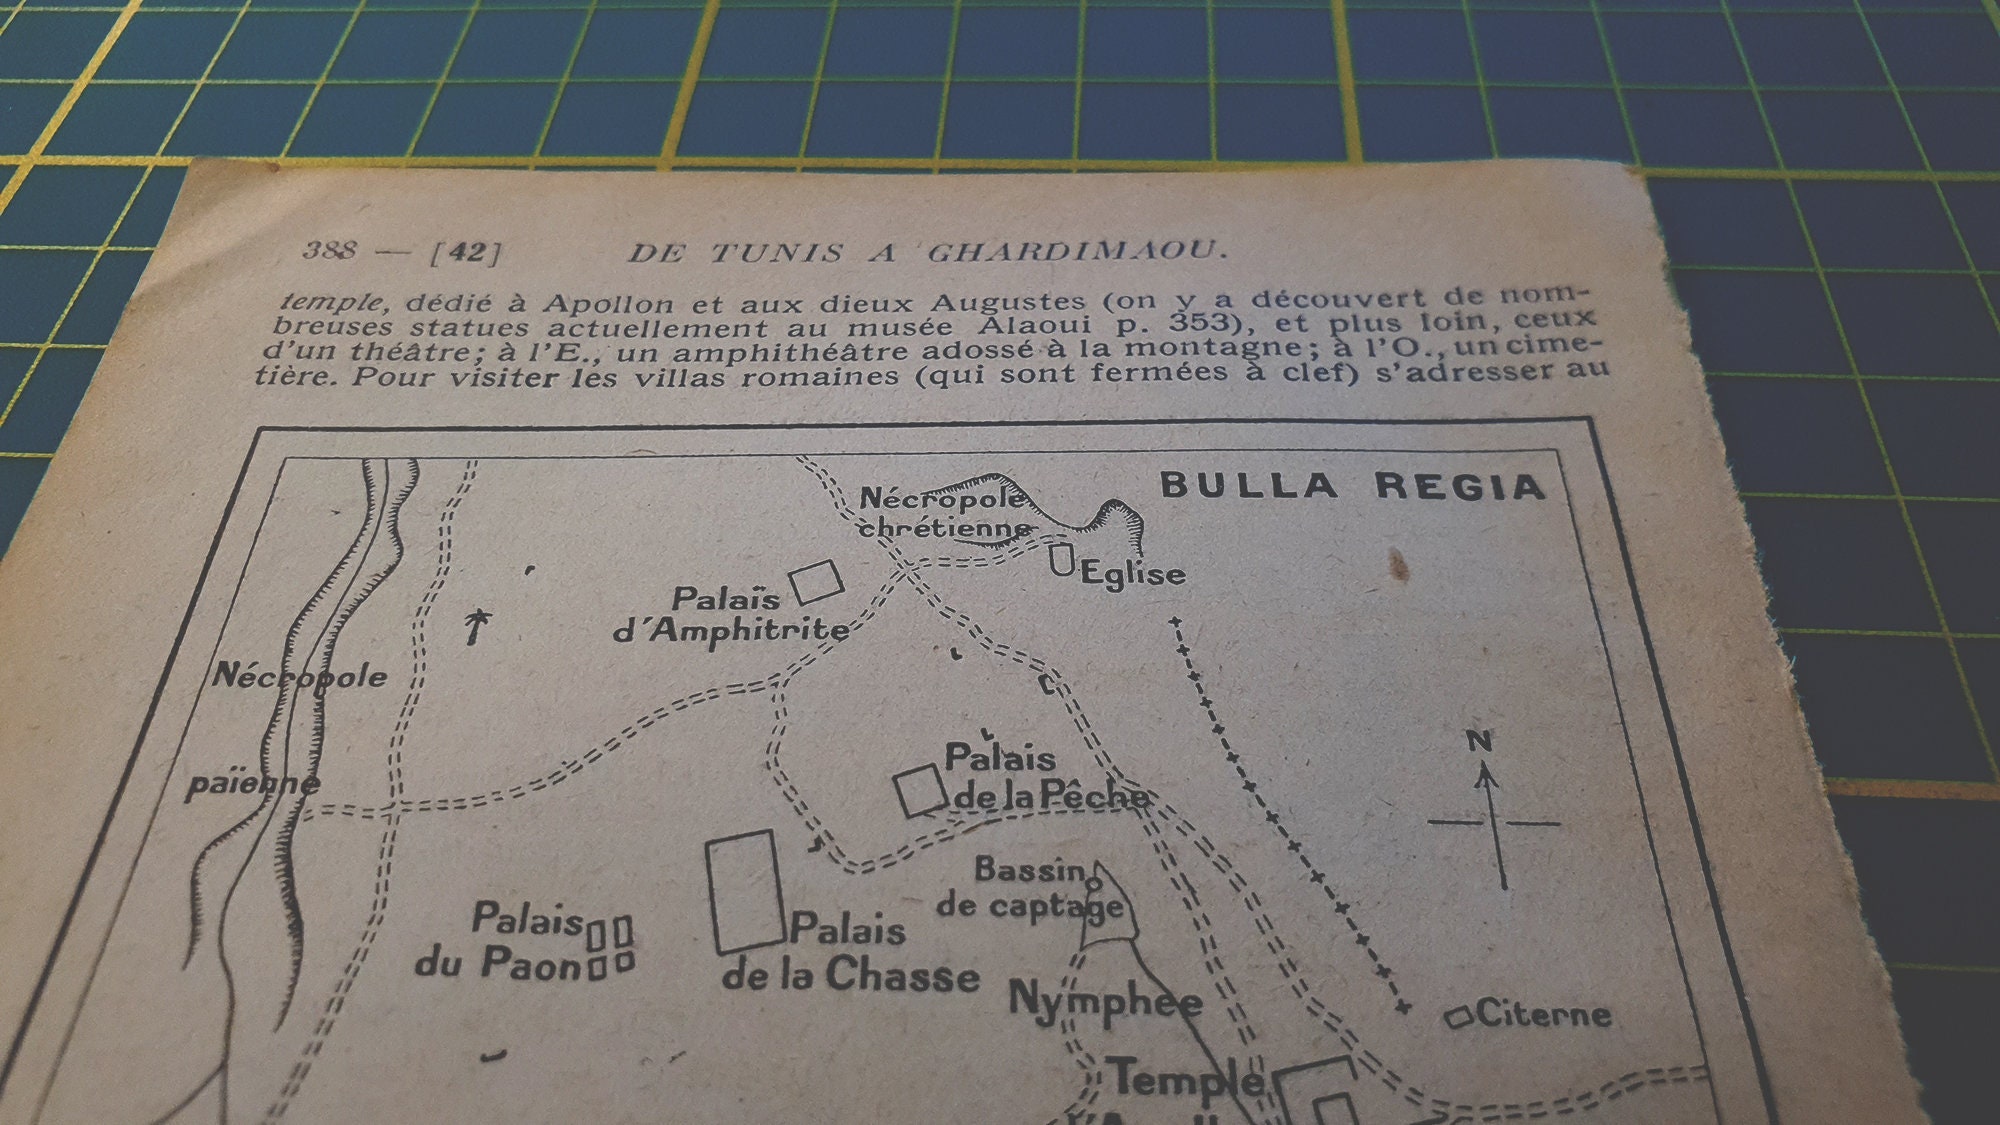 388 — [42] DE TUNIS A GHARDIMAOU.
temple, dédié à Apollon et aux dieux Augustes (on y a découvert de nom-
breuses statues actuellement au musée Alaoui p. 353), et plus loin, ceux
d'un théâtre; à l'E., un amphithéâtre adossé à la montagne; à l'O., un cime-
tière. Pour visiter les villas romaines (qui sont fermées à clef) s'adresser au
BULLA REGIA
Nécropole
chrétienne
Eglise
Palais
d'Amphitrite
Nécropole
païenne
N
Palais
de la Pêche
Bassin
de captage
Palais
du Paon
Palais
de la Chasse
Nymphée
Citerne
Temple